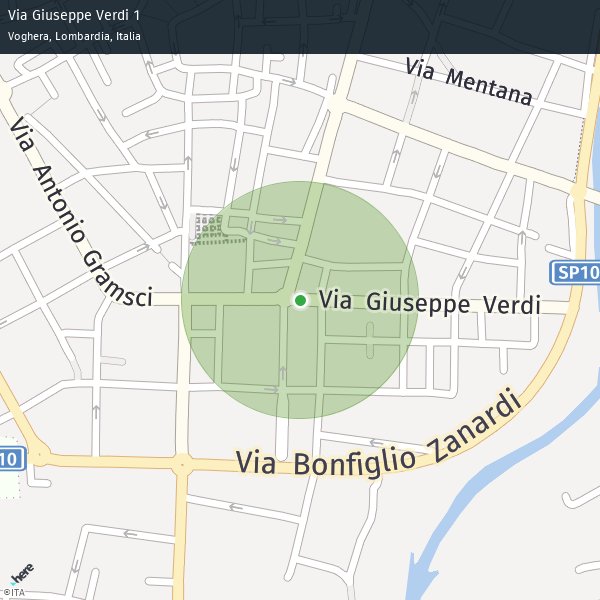 Via Giuseppe Verdi 1
Voghera, Lombardia, Italia
Via Mentana
Via Antonio Gramsci
SP10
Via Giuseppe Verdi
Via Bonfiglio Zanardi
10
here
©ITA